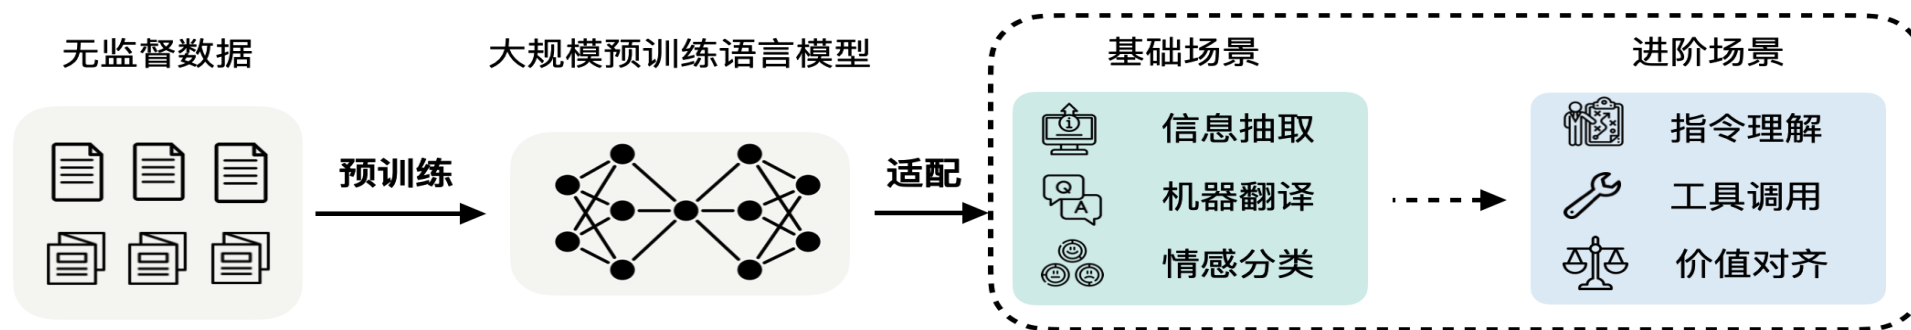 无监督数据
预训练
大规模预训练语言模型
适配
基础场景
信息抽取
Q
A
机器翻译
情感分类
进阶场景
指令理解
工具调用
价值对齐